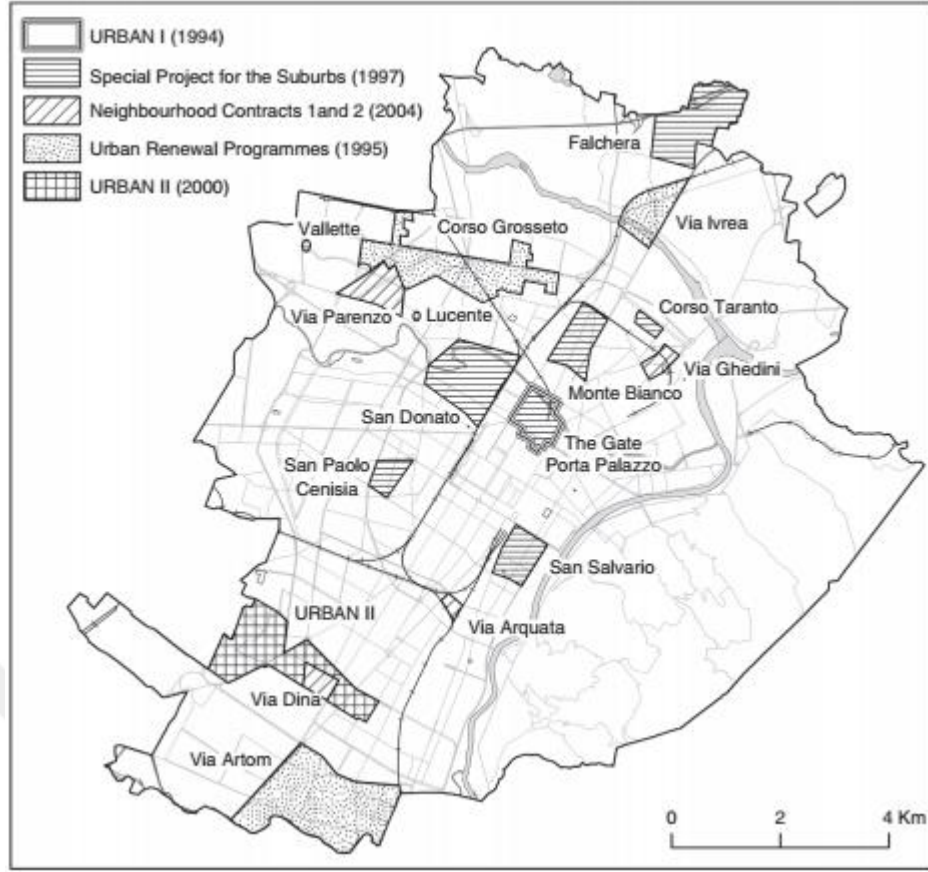 URBAN I (1994)
Special Project for the Suburbs (1997)
Neighbourhood Contracts 1and 2 (2004)
Urban Renewal Programmes (1995)
URBAN II (2000)
Falchera
Vallette
Corso Grosseto
Via Ivrea
Corso Taranto
Via Parenzo
Lucente
Via Ghedini
Monte Bianco
San Donato
The Gate
Porta Palazzo
San Paolo
Cenisia
San Salvario
URBAN II
Via Arquata
Via Dina
Via Artom
0 2 4 Km